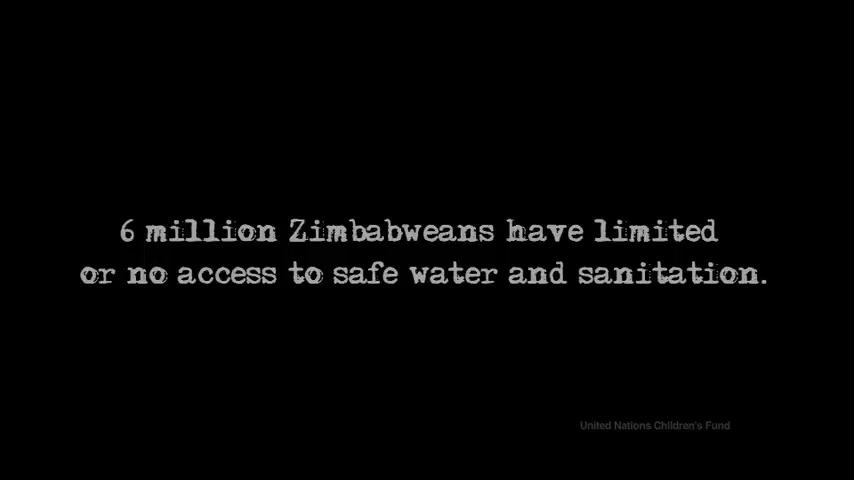 6 million Zimbabweans have limited
or no access to safe water and sanitation.
United Nations Children's Fund